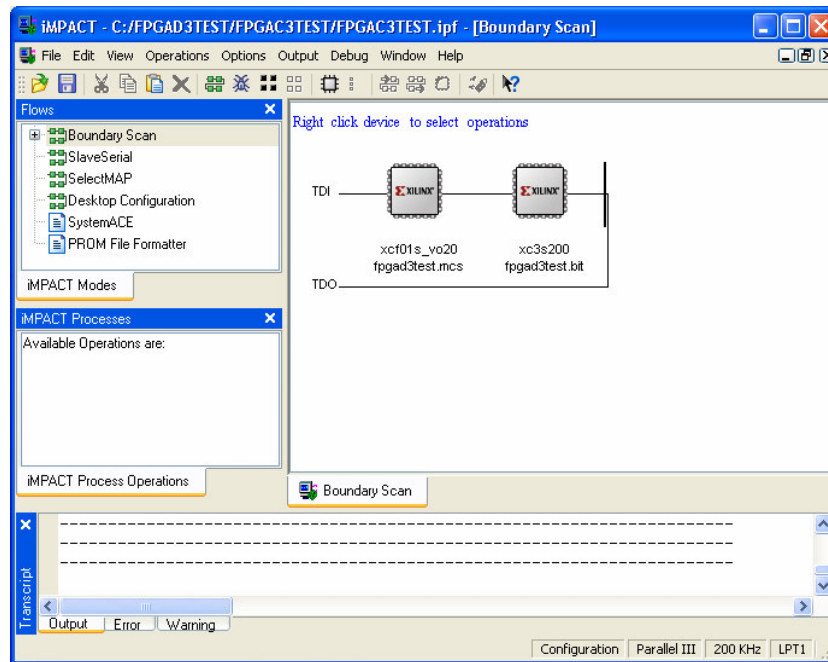 iMPACT - C:/FPGAD3TEST/FPGAC3TEST/FPGAC3TEST.ipf - [Boundary Scan]
File Edit View Operations Options Output Debug Window Help
Flows
Boundary Scan
SlaveSerial
SelectMAP
Desktop Configuration
SystemACE
PROM File Formatter
iMPACT Modes
iMPACT Processes
Available Operations are:
iMPACT Process Operations
Right click device to select operations
TDI
XILINX
XILINX
xcf01s_vo20
fpgad3test.mcs
xc3s200
fpgad3test.bit
TDO
Boundary Scan
Transcript
Output Error Warning
Configuration Parallel III 200 KHz LPT1